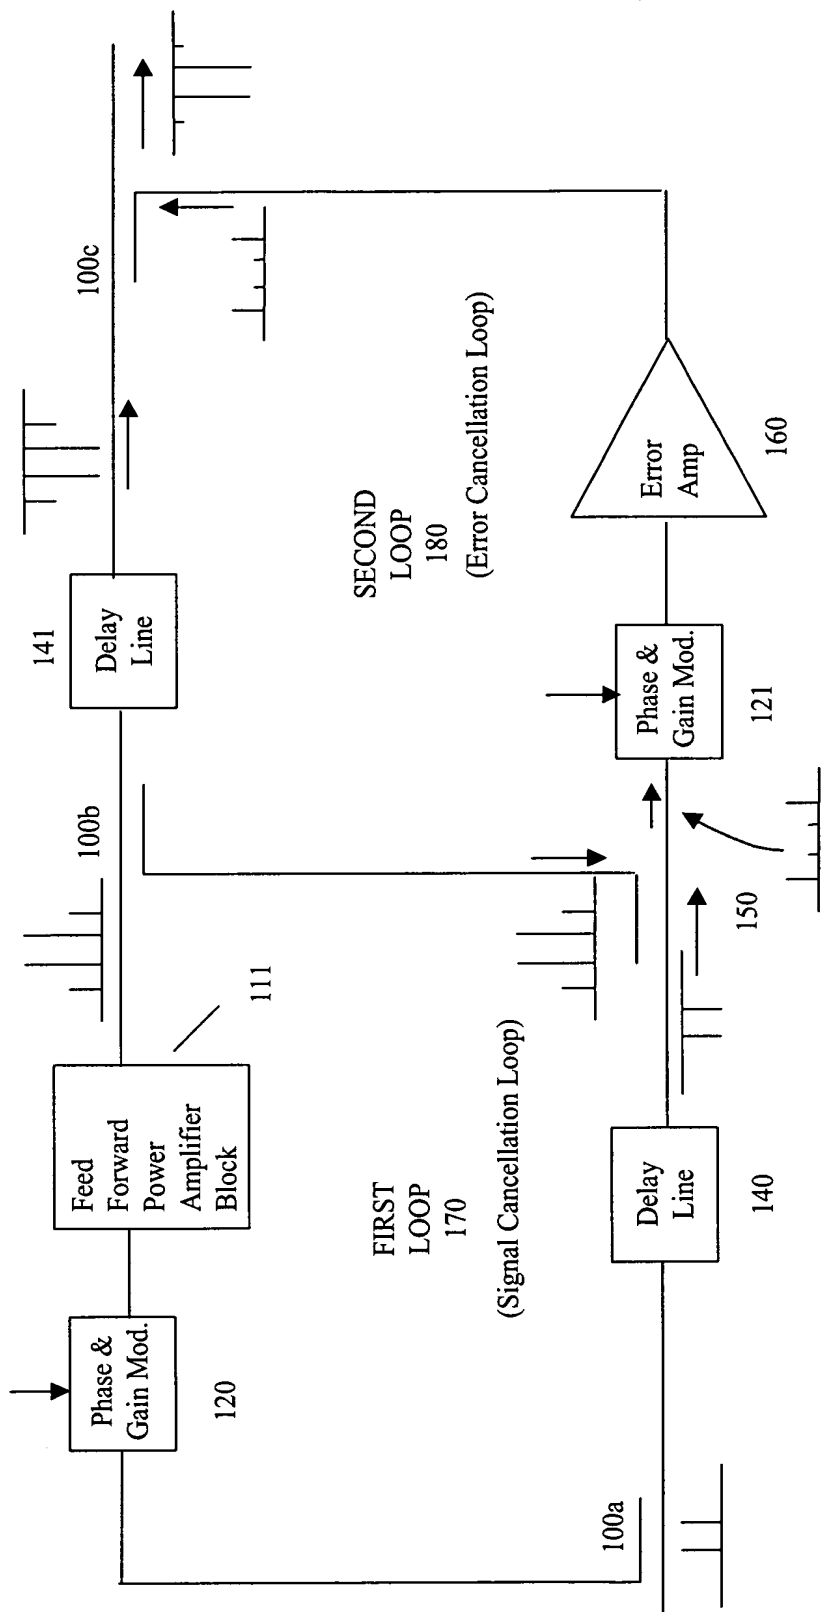 100c
141
Delay
Line
100b
Feed
Forward
Power
Amplifier
Block
111
Phase &
Gain Mod.
120
SECOND
LOOP
180
(Error Cancellation Loop)
FIRST
LOOP
170
(Signal Cancellation Loop)
100a
Delay
Line
140
150
Phase &
Gain Mod.
121
Error
Amp
160